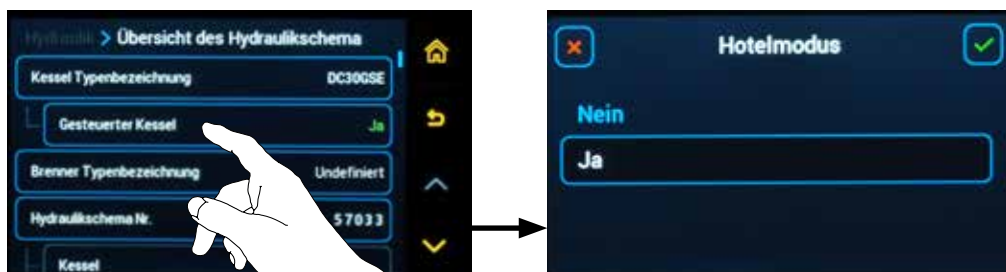 Hydraulik > Übersicht des Hydraulikschema
Kessel Typenbezeichnung DC30GSE
Gesteuerter Kessel Ja
Brenner Typenbezeichnung Undefiniert
Hydraulikschema Nr. 57033
Kessel
Hotelmodus
Nein
Ja